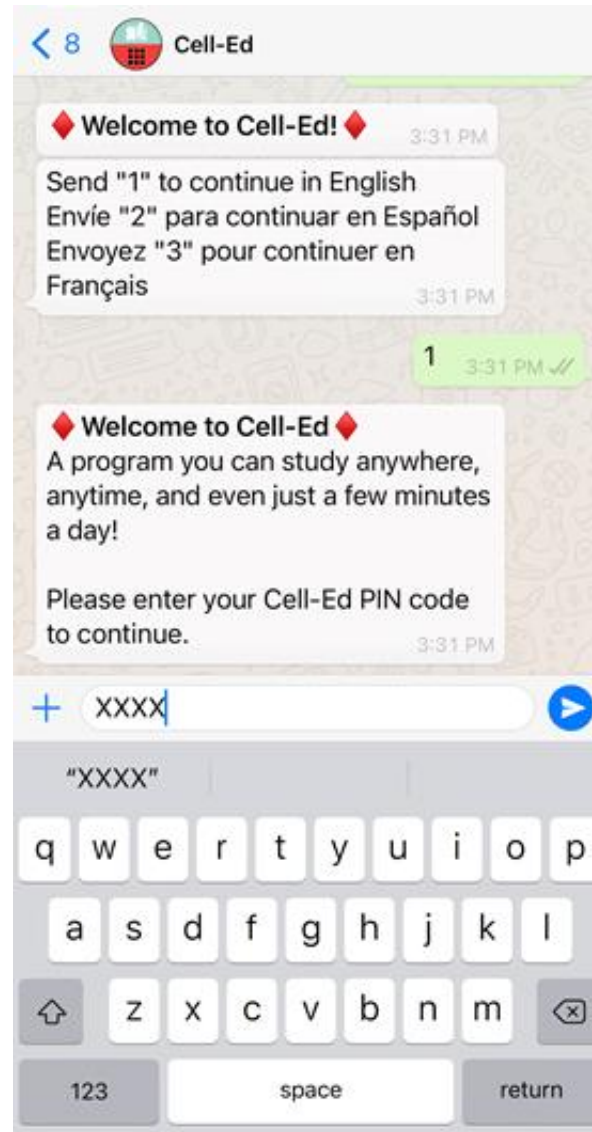 8 Cell-Ed
Welcome to Cell-Ed!
3:31 PM
Send "1" to continue in English
Envíe "2" para continuar en Español
Envoyez "3" pour continuer en
Français
3:31 PM
1 3:31 PM
Welcome to Cell-Ed
A program you can study anywhere,
anytime, and even just a few minutes
a day!
Please enter your Cell-Ed PIN code
to continue.
3:31 PM
XXXX
"XXXX"
q w e r t y u i o p
a s d f g h j k l
z x c v b n m
123 space return